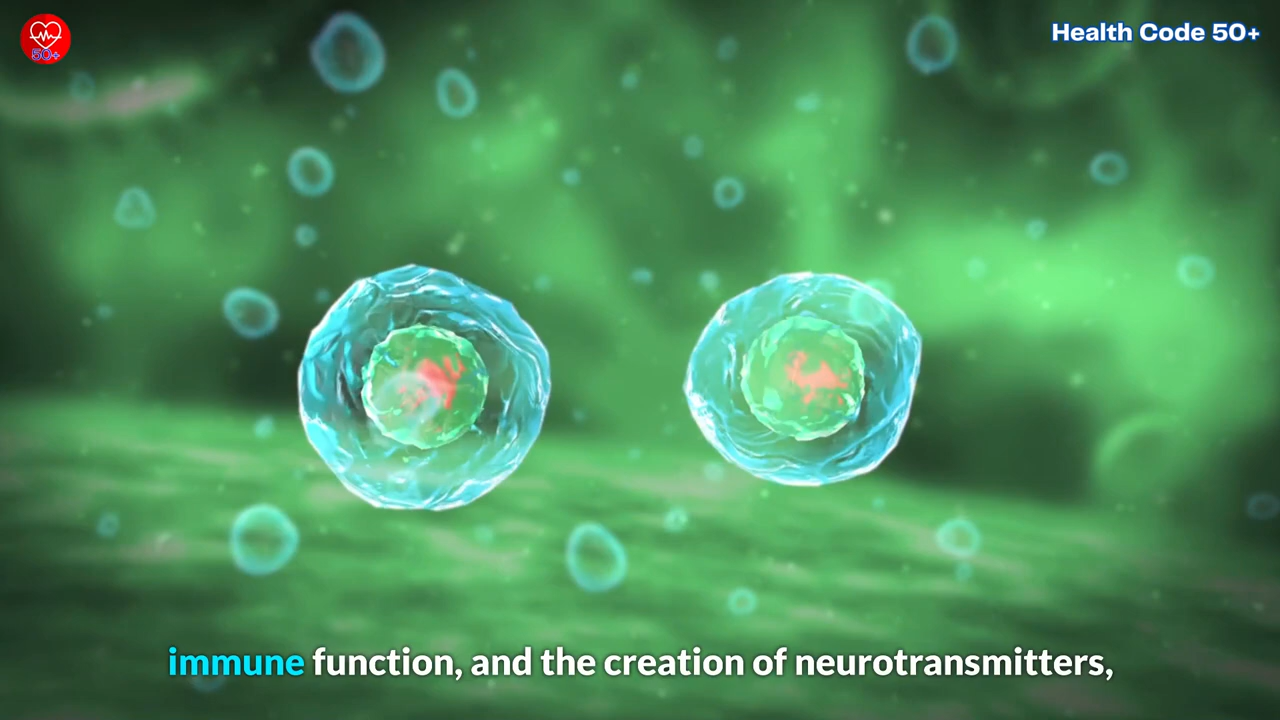 50+
Health Code 50+
immune function, and the creation of neurotransmitters,